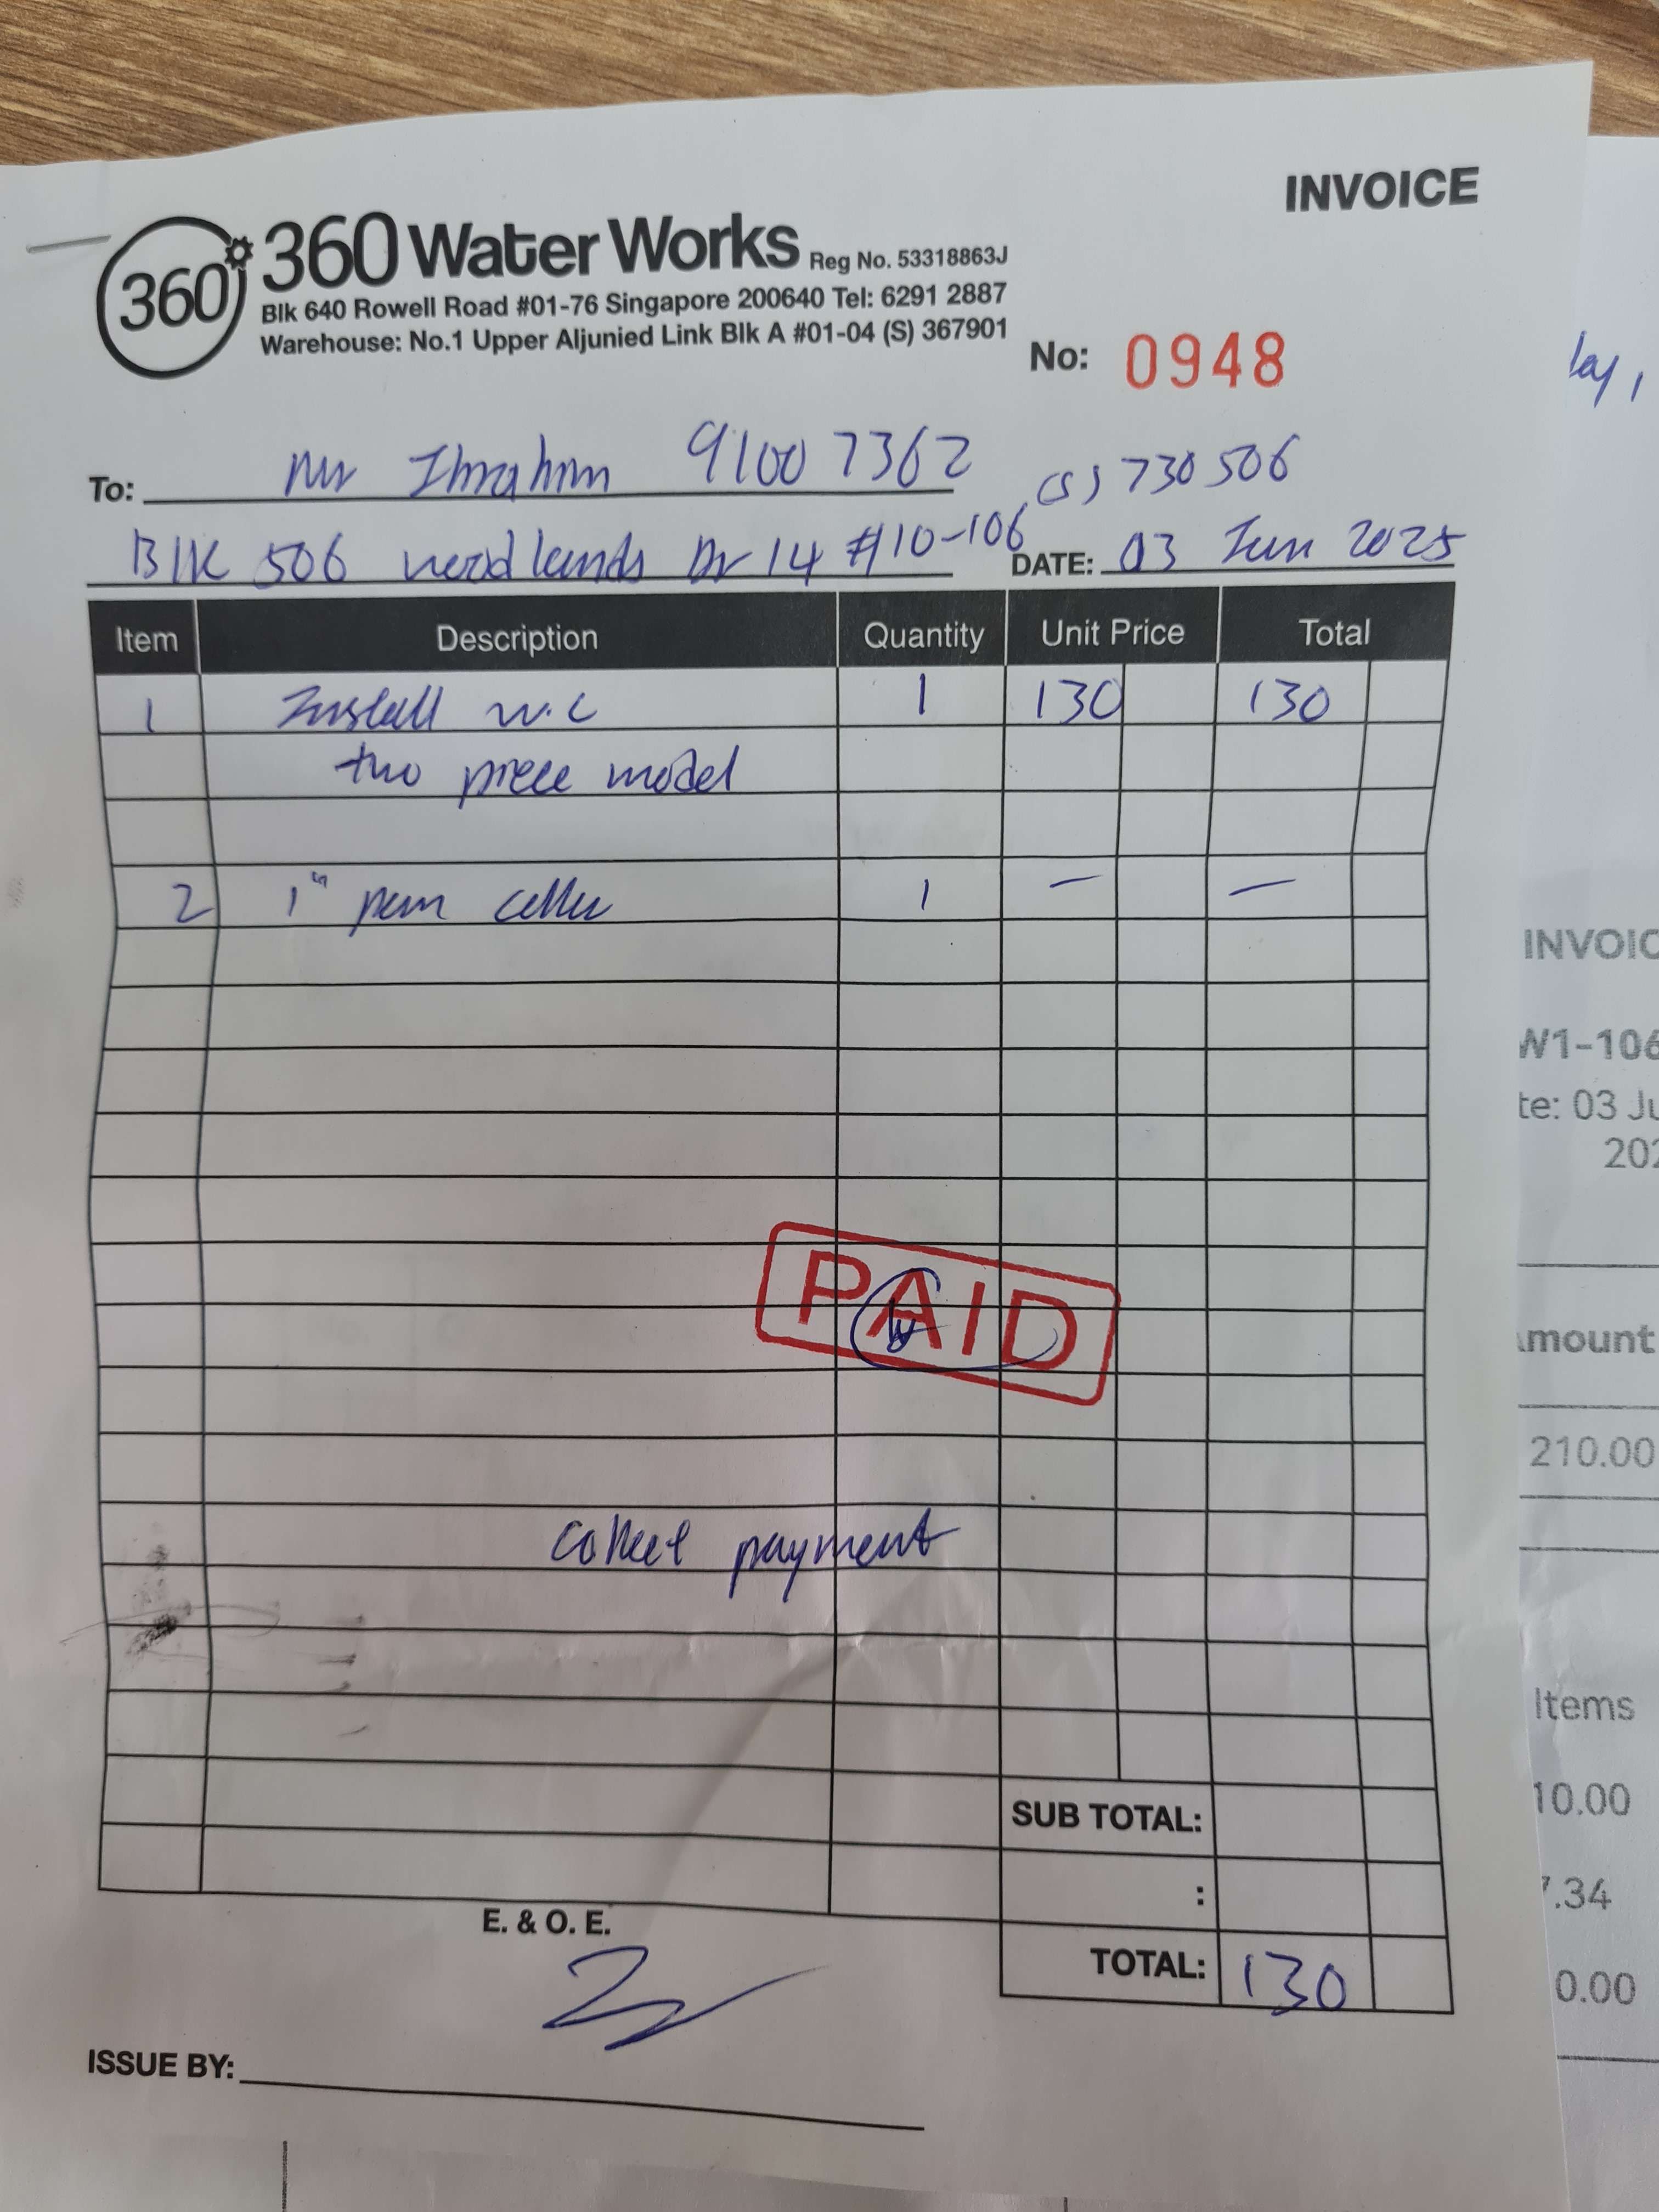 INVOICE
360° 360 Water Works Reg No. 53318863J
Blk 640 Rowell Road #01-76 Singapore 200640 Tel: 6291 2887
Warehouse: No.1 Upper Aljunied Link Blk A #01-04 (S) 367901
No: 0948
To: Mr Ibrahim 9100 7362 (S) 730506
Blk 506 woodlands Dr 14 #10-106
DATE: 03 Jun 2025
Item Description Quantity Unit Price Total
1 Install w.c 1 130 130
two piece model
2 1" 1 — —
PAID
collect payment
SUB TOTAL:
:
TOTAL: 130
E. & O. E.
ISSUE BY:
INVOIC
W1-106
te: 03 Ju
202
mount
210.00
Items
10.00
7.34
0.00